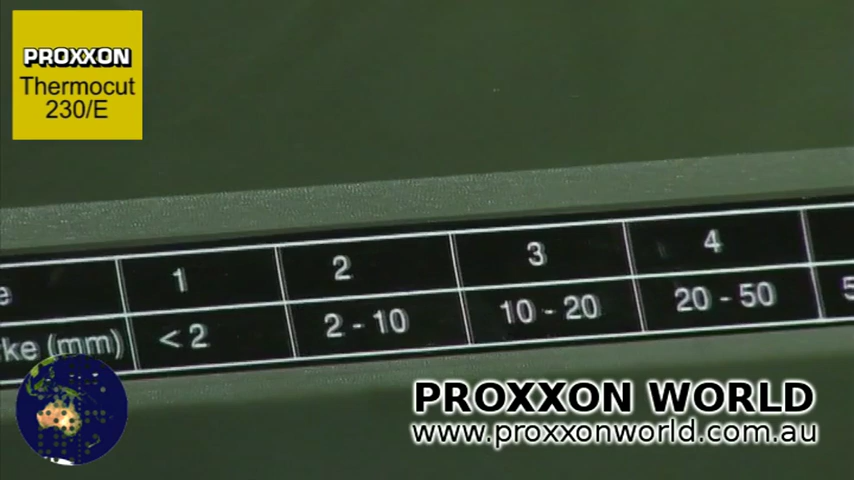 PROXXON
Thermocut
230/E
1 2 3 4
(mm) < 2 2 - 10 10 - 20 20 - 50
PROXXON WORLD
www.proxxonworld.com.au